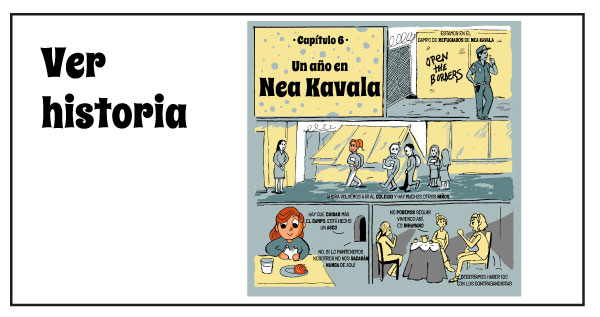 Ver
historia
· Capítulo 6 ·
Un año en
Nea Kavala
ESTAMOS EN EL
CAMPO DE REFUGIADOS DE NEA KAVALA
OPEN
THE
BORDERS
AHORA VOLVEMOS A IR AL COLEGIO Y HAY MUCHOS OTROS NIÑOS
HAY QUE CUIDAR MÁS
EL CAMPO, ESTÁ HECHO
UN ASCO
NO, SI LO MANTENEMOS
NOSOTROS NO NOS SACARÁN
NUNCA DE AQUÍ
NO PODEMOS SEGUIR
VIVIENDO ASÍ,
ES INHUMANO
DEBERÍAMOS HABER IDO
CON LOS CONTRABANDISTAS